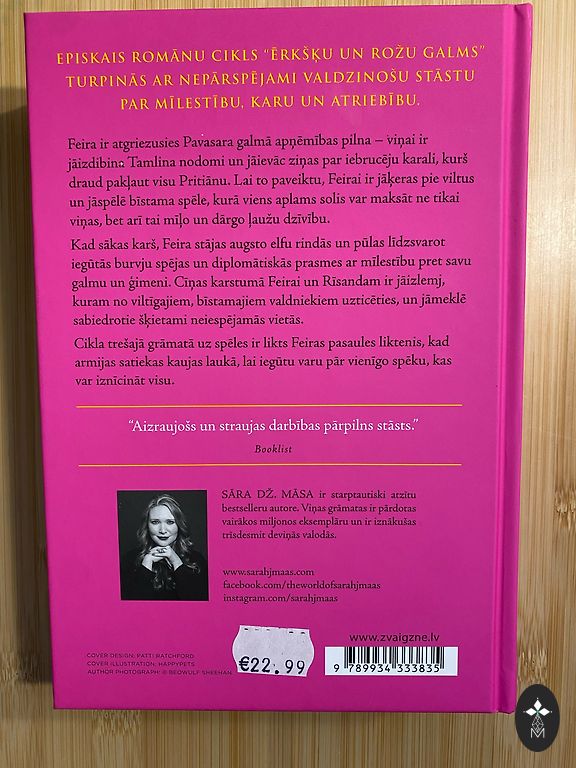 EPISKAIS ROMĀNU CIKLS "ĒRKŠĶU UN ROŽU GALMS"
TURPINĀS AR NEPĀRSPĒJAMI VALDZINOŠU STĀSTU
PAR MĪLESTĪBU, KARU UN ATRIEBĪBU.
Feira ir atgriezusies Pavasara galmā apņēmības pilna – viņai ir
jāizdibina Tamlina nodomi un jāievāc ziņas par iebrucēju karali, kurš
draud pakļaut visu Pritiānu. Lai to paveiktu, Feirai ir jāķeras pie viltus
un jāspēlē bīstama spēle, kurā viens aplams solis var maksāt ne tikai
viņas, bet arī tai mīļo un dārgo ļaužu dzīvību.
Kad sākas karš, Feira stājas augsto elfu rindās un pūlas līdzsvarot
iegūtās burvju spējas un diplomātiskās prasmes ar mīlestību pret savu
galmu un ģimeni. Cīņas karstumā Feirai un Rīsandam ir jāizlemj,
kuram no viltīgajiem, bīstamajiem valdniekiem uzticēties, un jāmeklē
sabiedrotie šķietami neiespējamās vietās.
Cikla trešajā grāmatā uz spēles ir likts Feiras pasaules liktenis, kad
armijas satiekas kaujas laukā, lai iegūtu varu pār vienīgo spēku, kas
var iznīcināt visu.
"Aizraujošs un straujas darbības pārpilns stāsts."
Booklist
SĀRA DŽ. MĀSA ir starptautiski atzītu
bestselleru autore. Viņas grāmatas ir pārdotas
vairākos miljonos eksemplāru un ir iznākušas
trīsdesmit deviņās valodās.
www.sarahjmaas.com
facebook.com/theworldofsarahjmaas
instagram.com/sarahjmaas
COVER DESIGN: PATTI RATCHFORD
COVER ILLUSTRATION: HAPPYPETS
AUTHOR PHOTOGRAPH: © BEOWULF SHEEHAN
€22.99
www.zvaigzne.lv
9 789934 333835
M